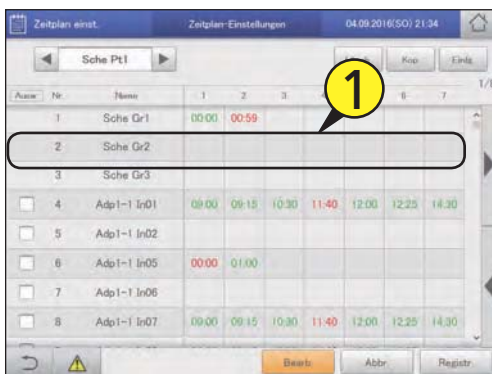 Zeitplan einst. Zeitplan-Einstellungen 04.09.2016(SO) 21:34
Sche Pt1 Kop Einfg
1
Ausw Nr. Name 1 2 3 6 7
1 Sche Gr1 00:00 00:59
2 Sche Gr2
3 Sche Gr3
4 Adp1-1 In01 09:00 09:15 10:30 11:40 12:00 12:25 14:30
5 Adp1-1 In02
6 Adp1-1 In05 00:00 01:00
7 Adp1-1 In06
8 Adp1-1 In07 09:00 09:15 10:30 11:40 12:00 12:25 14:30
Bearb Abbr. Registr.